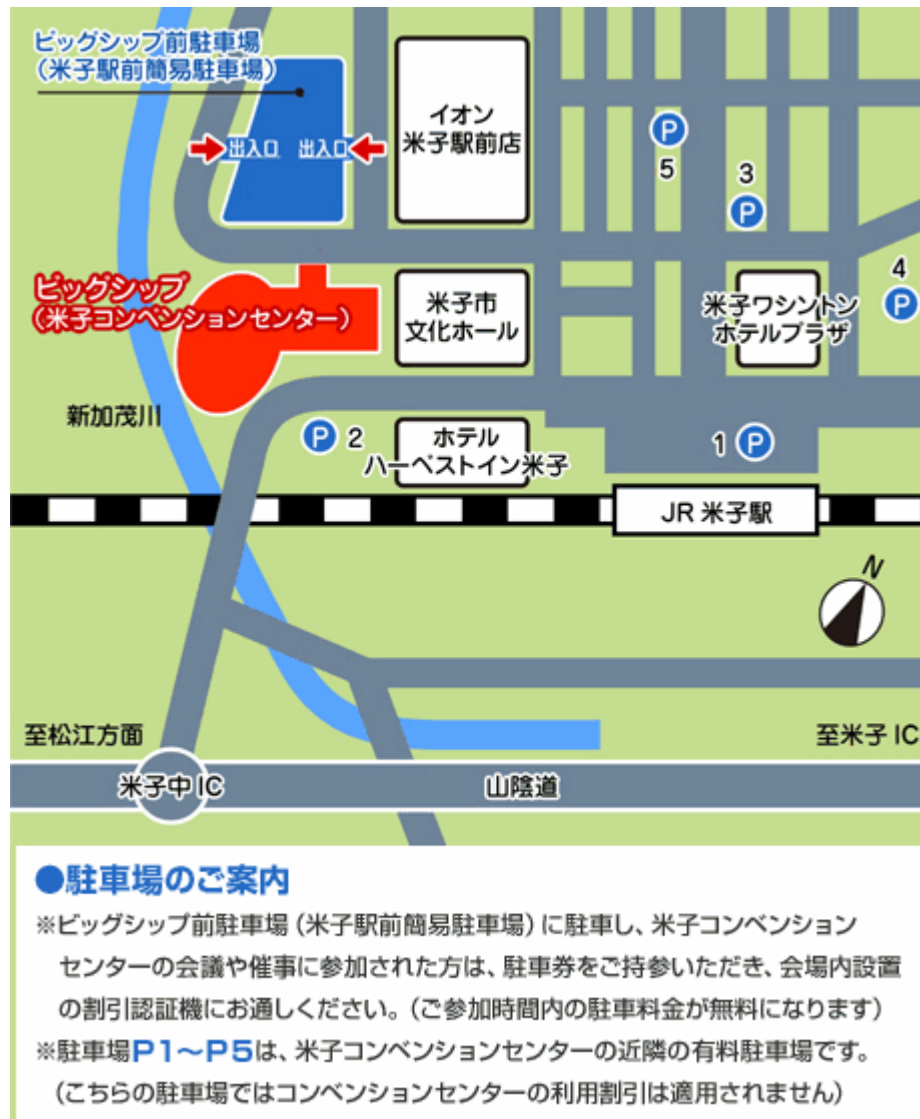 ビッグシップ前駐車場
（米子駅前簡易駐車場）
イオン
米子駅前店
出入口 出入口
P
5
3
P
ビッグシップ
（米子コンベンションセンター）
米子市
文化ホール
米子ワシントン
ホテルプラザ
4
P
新加茂川
P 2
ホテル
ハーベストイン米子
1 P
JR 米子駅
N
至松江方面
至米子 IC
米子中 IC
山陰道
●駐車場のご案内
※ビッグシップ前駐車場（米子駅前簡易駐車場）に駐車し、米子コンベンション
センターの会議や催事に参加された方は、駐車券をご持参いただき、会場内設置
の割引認証機にお通しください。（ご参加時間内の駐車料金が無料になります）
※駐車場P1～P5は、米子コンベンションセンターの近隣の有料駐車場です。
（こちらの駐車場ではコンベンションセンターの利用割引は適用されません）